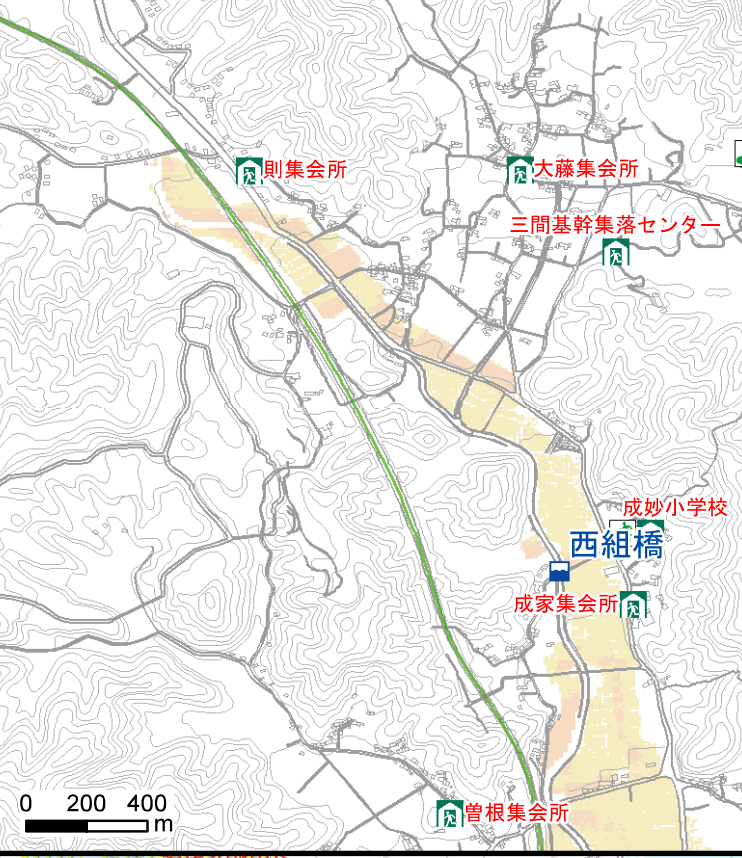 則集会所
大藤集会所
三間基幹集落センター
成妙小学校
西組橋
成家集会所
曽根集会所
0 200 400
m